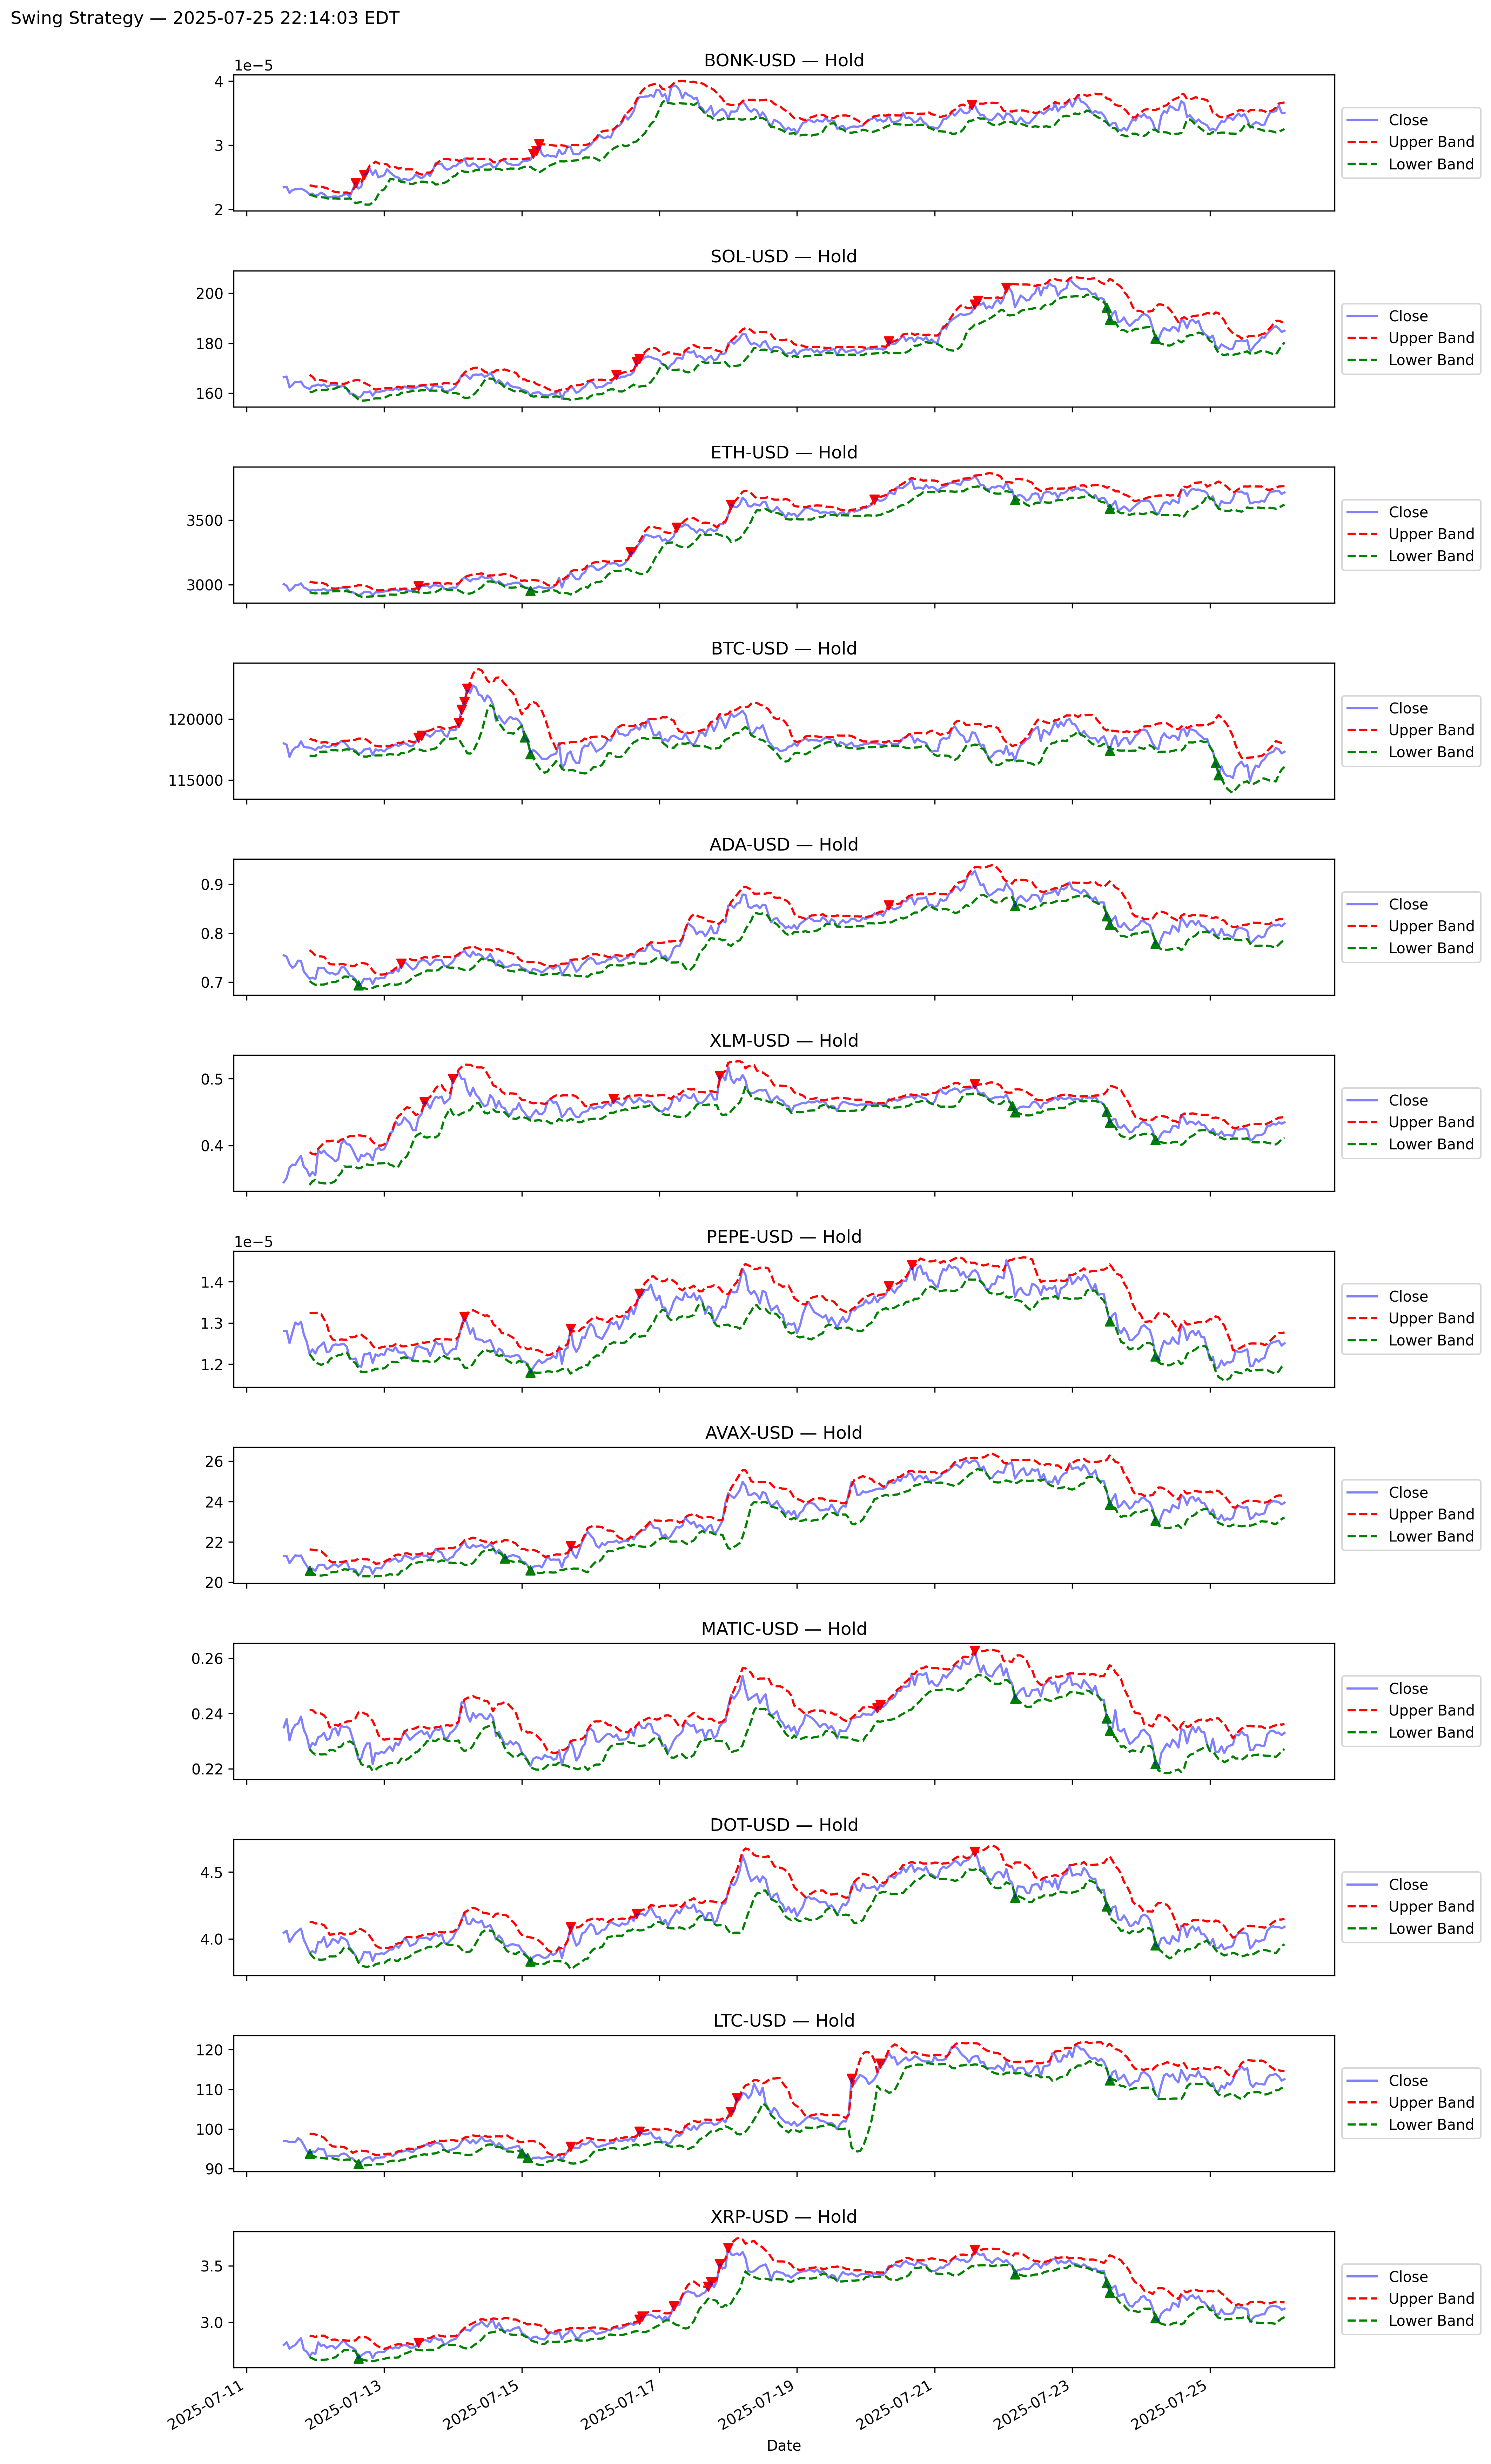 Swing Strategy — 2025-07-25 22:14:03 EDT
BONK-USD — Hold
1e−5
4
3
2
Close
Upper Band
Lower Band
SOL-USD — Hold
200
180
160
Close
Upper Band
Lower Band
ETH-USD — Hold
3500
3000
Close
Upper Band
Lower Band
BTC-USD — Hold
120000
115000
Close
Upper Band
Lower Band
ADA-USD — Hold
0.9
0.8
0.7
Close
Upper Band
Lower Band
XLM-USD — Hold
0.5
0.4
Close
Upper Band
Lower Band
PEPE-USD — Hold
1e−5
1.4
1.3
1.2
Close
Upper Band
Lower Band
AVAX-USD — Hold
26
24
22
20
Close
Upper Band
Lower Band
MATIC-USD — Hold
0.26
0.24
0.22
Close
Upper Band
Lower Band
DOT-USD — Hold
4.5
4.0
Close
Upper Band
Lower Band
LTC-USD — Hold
120
110
100
90
Close
Upper Band
Lower Band
XRP-USD — Hold
3.5
3.0
Close
Upper Band
Lower Band
2025-07-11
2025-07-13
2025-07-15
2025-07-17
2025-07-19
2025-07-21
2025-07-23
2025-07-25
Date